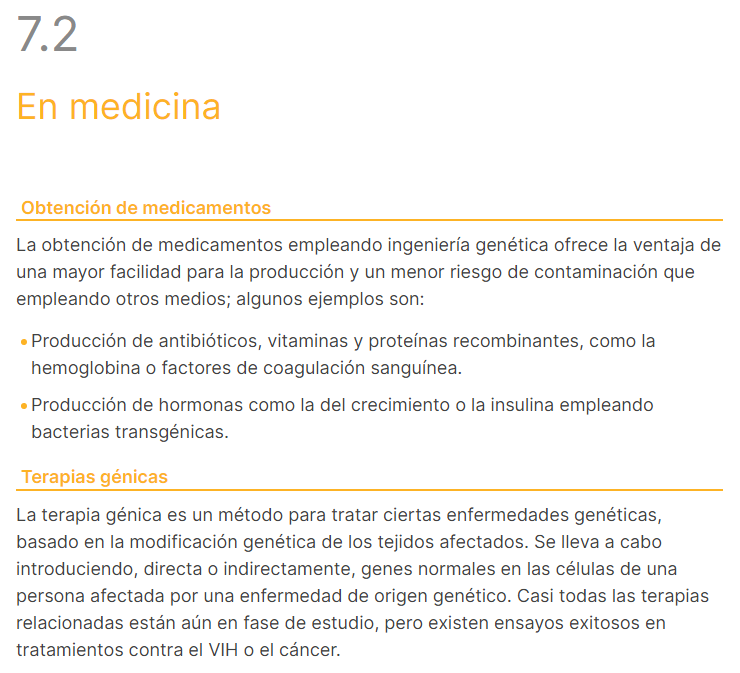 7.2
En medicina
Obtención de medicamentos
La obtención de medicamentos empleando ingeniería genética ofrece la ventaja de
una mayor facilidad para la producción y un menor riesgo de contaminación que
empleando otros medios; algunos ejemplos son:
• Producción de antibióticos, vitaminas y proteínas recombinantes, como la
hemoglobina o factores de coagulación sanguínea.
• Producción de hormonas como la del crecimiento o la insulina empleando
bacterias transgénicas.
Terapias génicas
La terapia génica es un método para tratar ciertas enfermedades genéticas,
basado en la modificación genética de los tejidos afectados. Se lleva a cabo
introduciendo, directa o indirectamente, genes normales en las células de una
persona afectada por una enfermedad de origen genético. Casi todas las terapias
relacionadas están aún en fase de estudio, pero existen ensayos exitosos en
tratamientos contra el VIH o el cáncer.